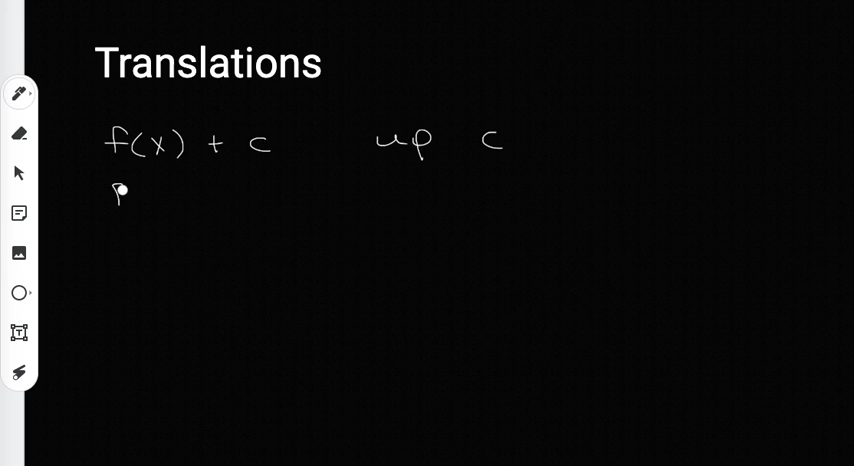 Translations
f(x) + c up c